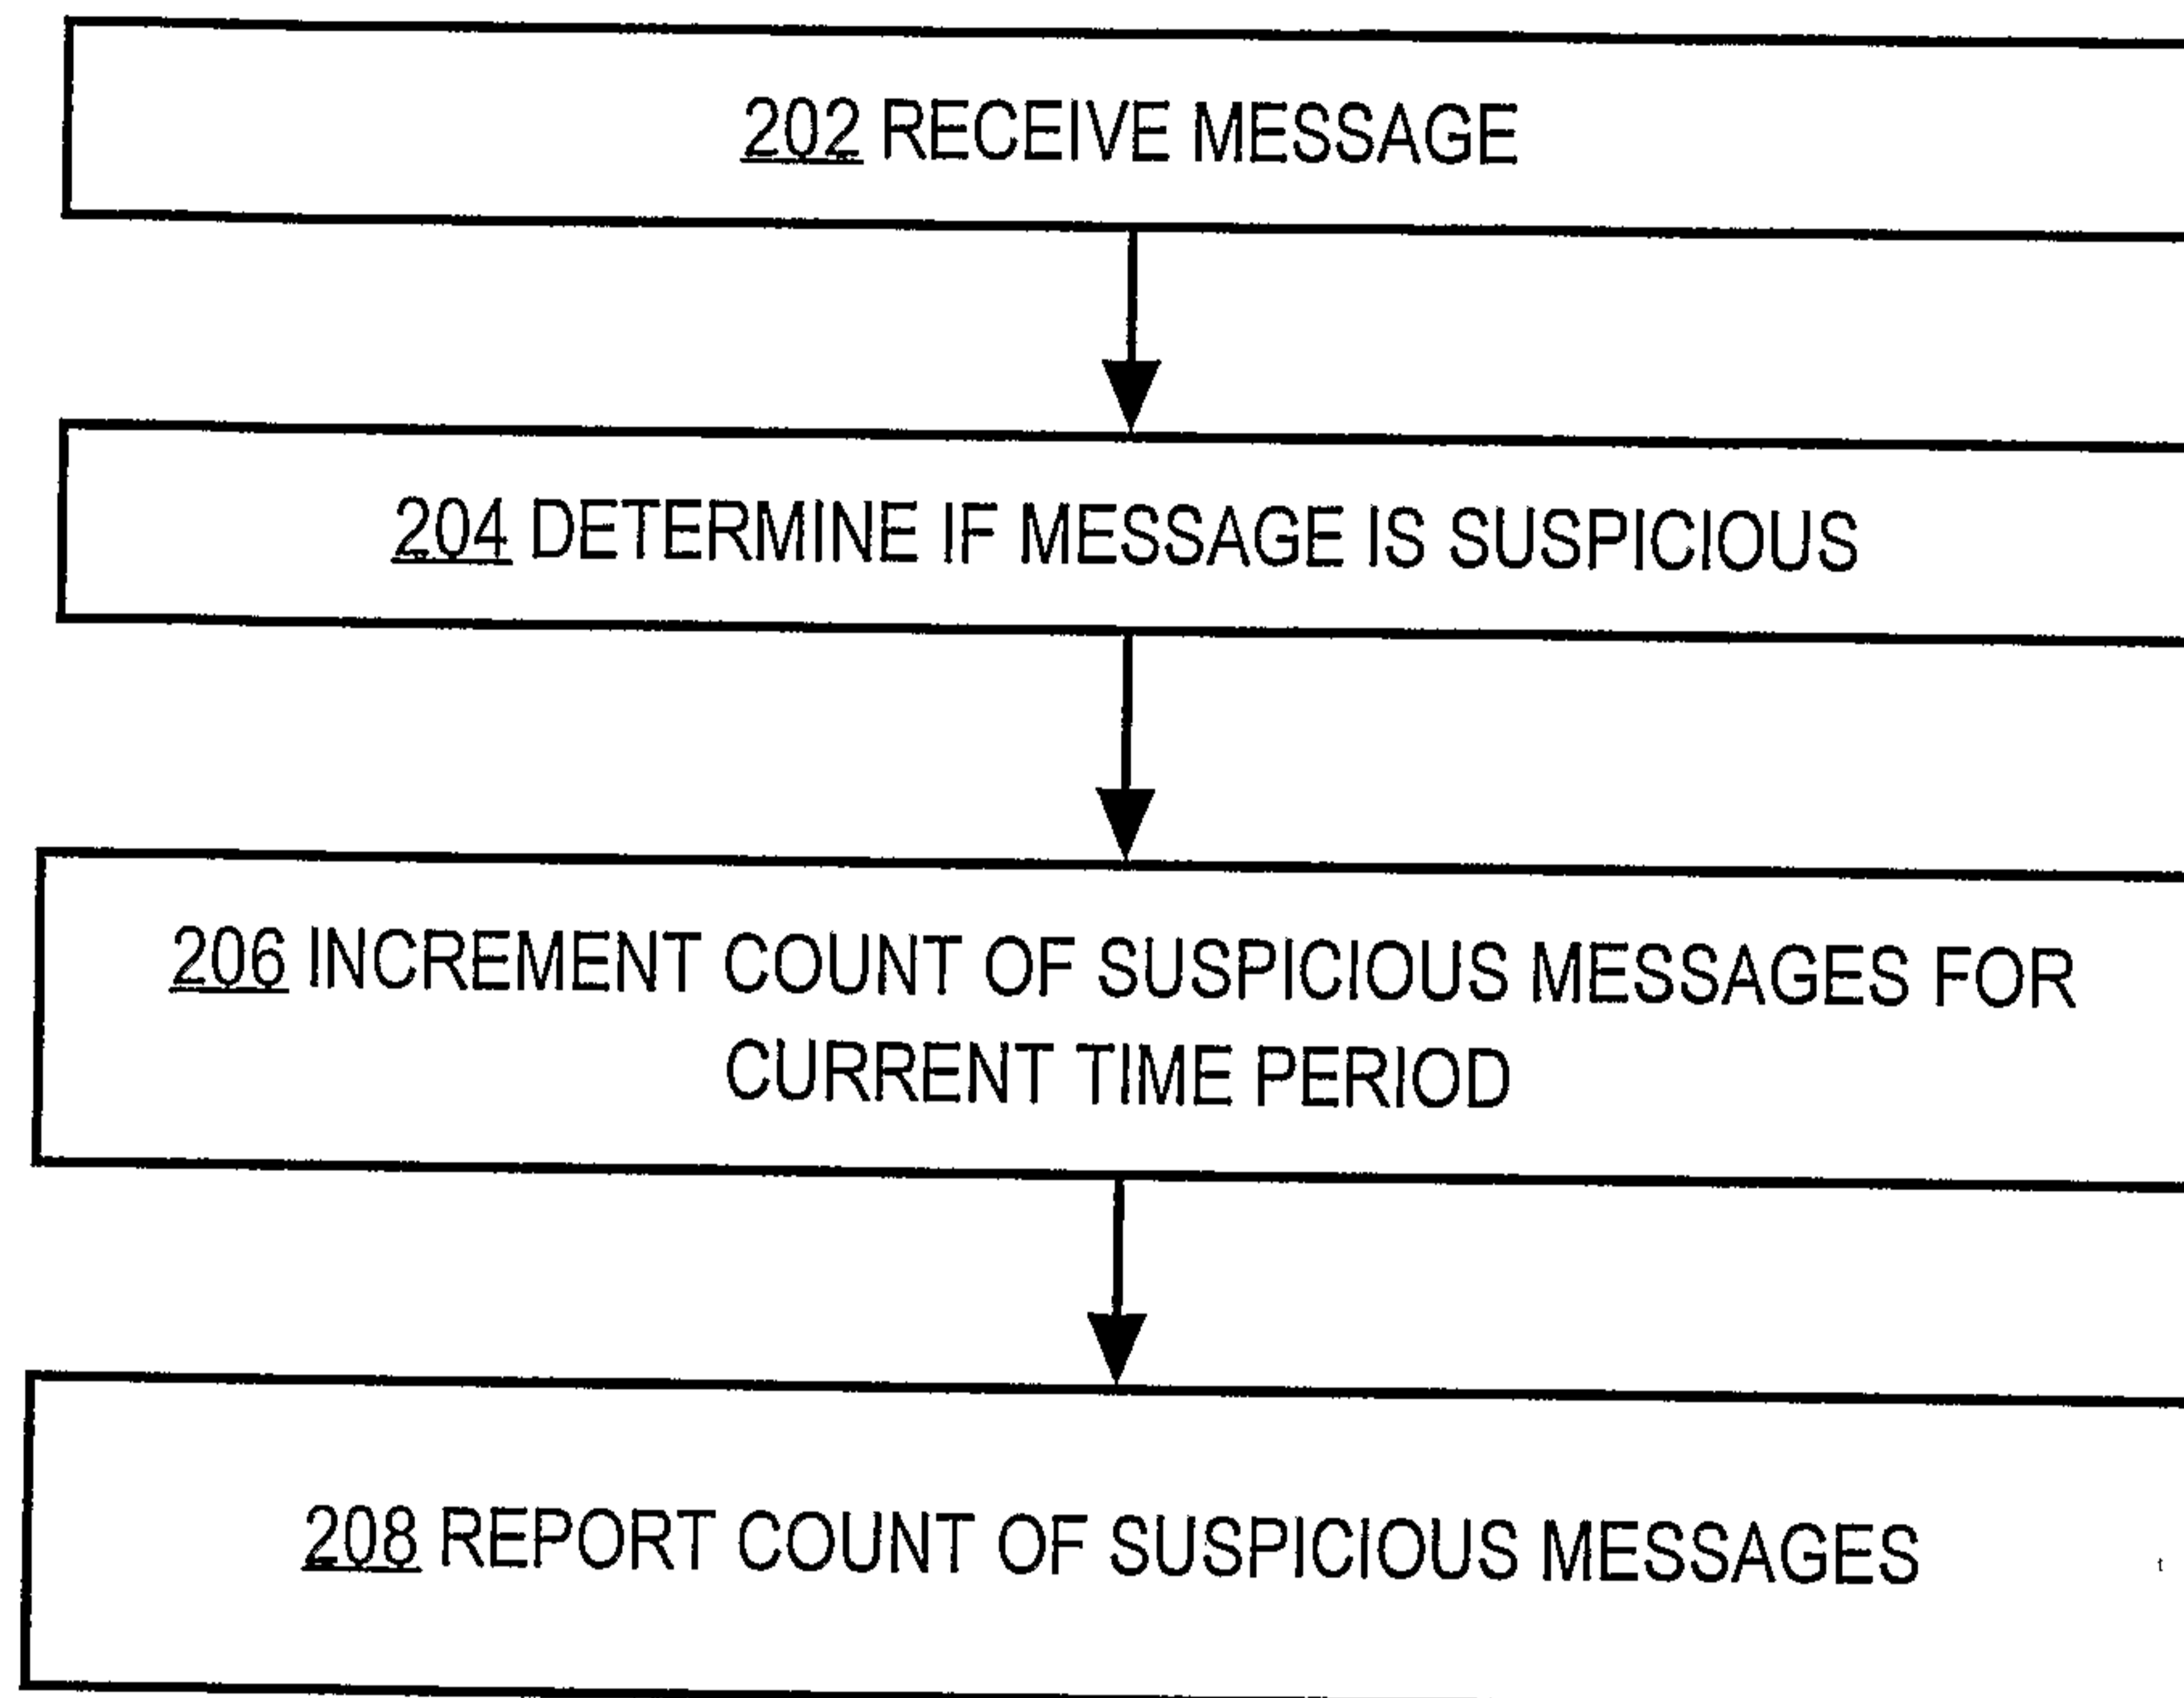 202 RECEIVE MESSAGE
204 DETERMINE IF MESSAGE IS SUSPICIOUS
206 INCREMENT COUNT OF SUSPICIOUS MESSAGES FOR
CURRENT TIME PERIOD
208 REPORT COUNT OF SUSPICIOUS MESSAGES